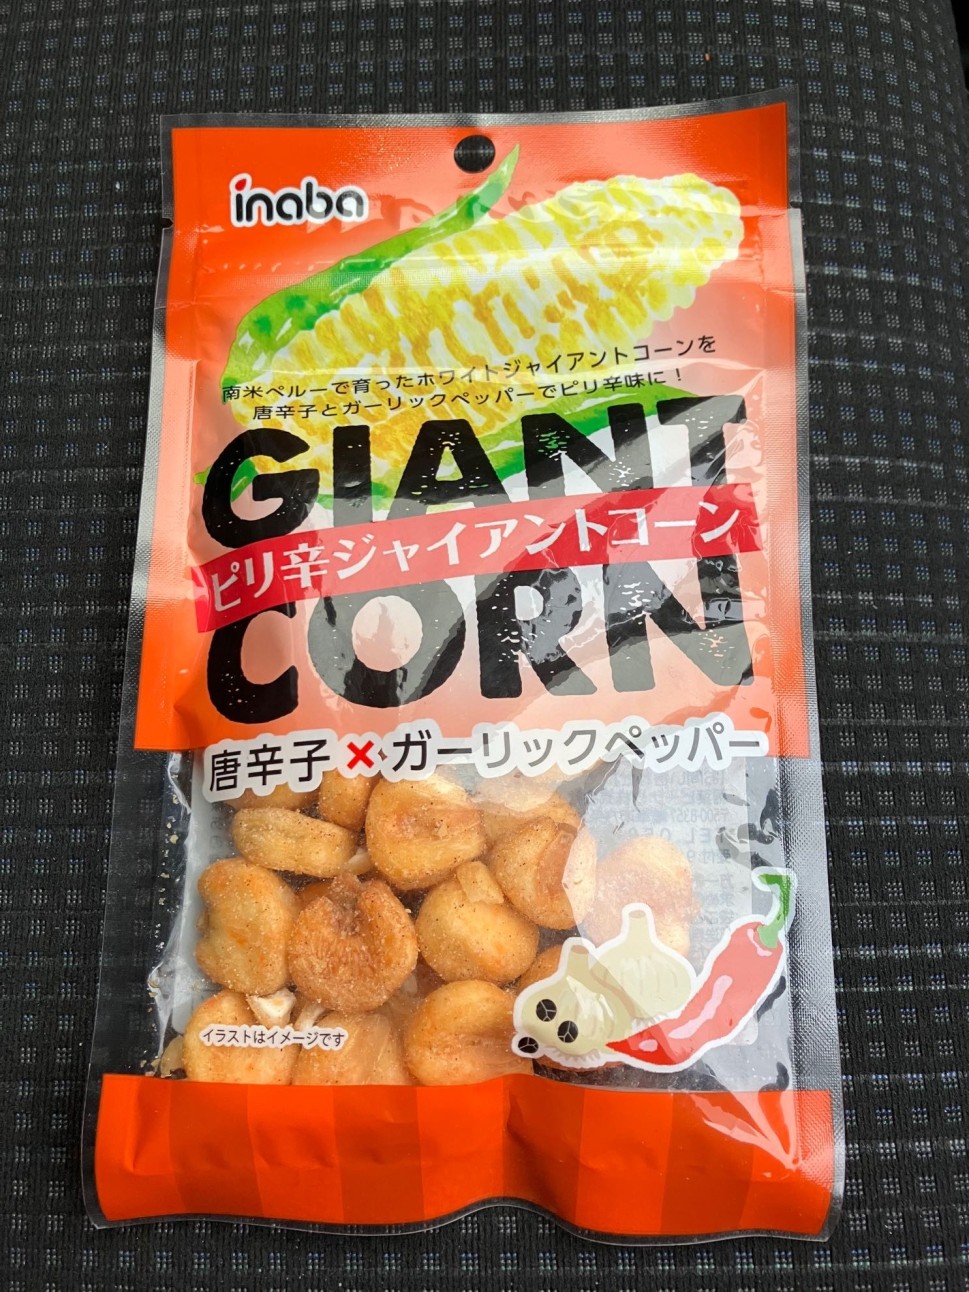 inaba
南米ペルーで育ったホワイトジャイアントコーンを
唐辛子とガーリックペッパーでピリ辛味に!
GIANT
ピリ辛ジャイアントコーン
CORN
唐辛子×ガーリックペッパー
イラストはイメージです